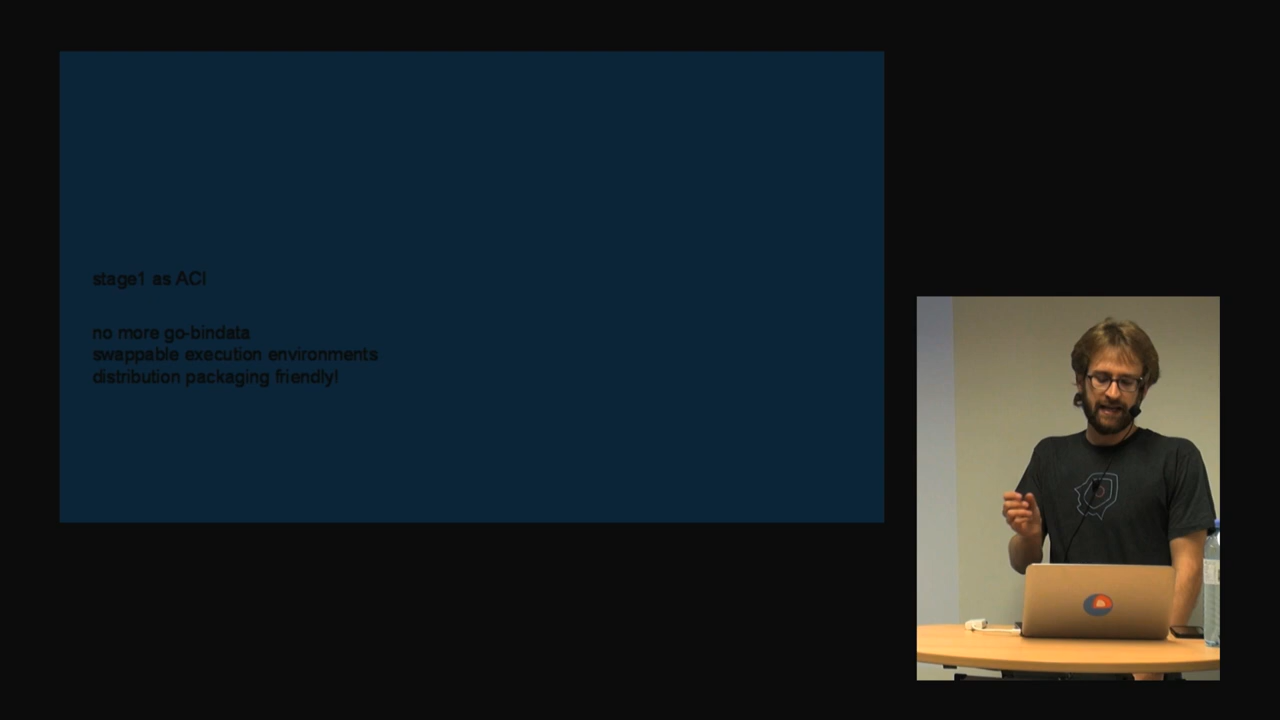 stage1 as ACI
no more go-bindata
swappable execution environments
distribution packaging friendly!